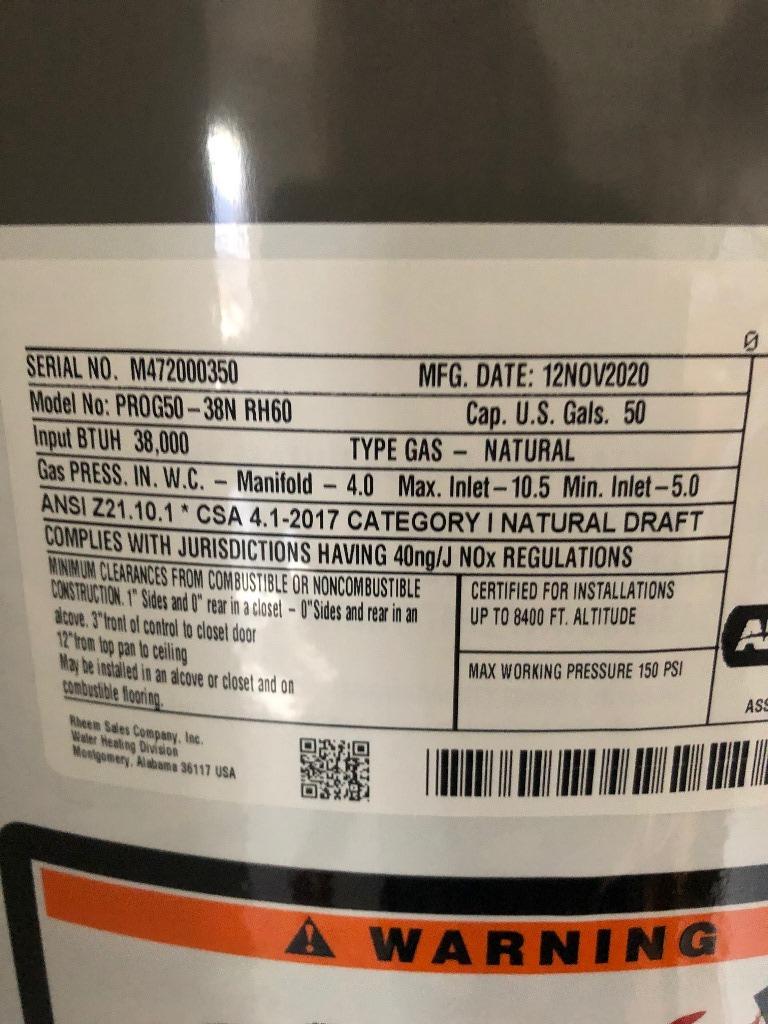 Ø
SERIAL NO. M472000350 MFG. DATE: 12NOV2020
Model No: PROG50-38N RH60 Cap. U.S. Gals. 50
Input BTUH 38,000 TYPE GAS - NATURAL
Gas PRESS. IN. W.C. - Manifold - 4.0 Max. Inlet-10.5 Min. Inlet-5.0
ANSI Z21.10.1 * CSA 4.1-2017 CATEGORY I NATURAL DRAFT
COMPLIES WITH JURISDICTIONS HAVING 40ng/J NOx REGULATIONS
MINIMUM CLEARANCES FROM COMBUSTIBLE OR NONCOMBUSTIBLE
CONSTRUCTION. 1" Sides and 0" rear in a closet - 0"Sides and rear in an
alcove. 3"front of control to closet door
12"from top pan to ceiling
May be installed in an alcove or closet and on
combustible flooring.
CERTIFIED FOR INSTALLATIONS
UP TO 8400 FT. ALTITUDE
MAX WORKING PRESSURE 150 PSI
ASS
Rheem Sales Company, Inc.
Water Heating Division
Montgomery, Alabama 36117 USA
WARNING